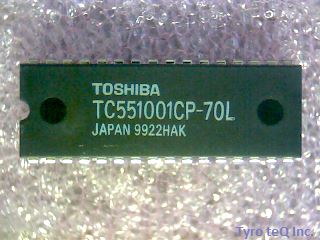 TOSHIBA
TC551001CP-70L
JAPAN 9922HAK
Tyro teQ Inc.